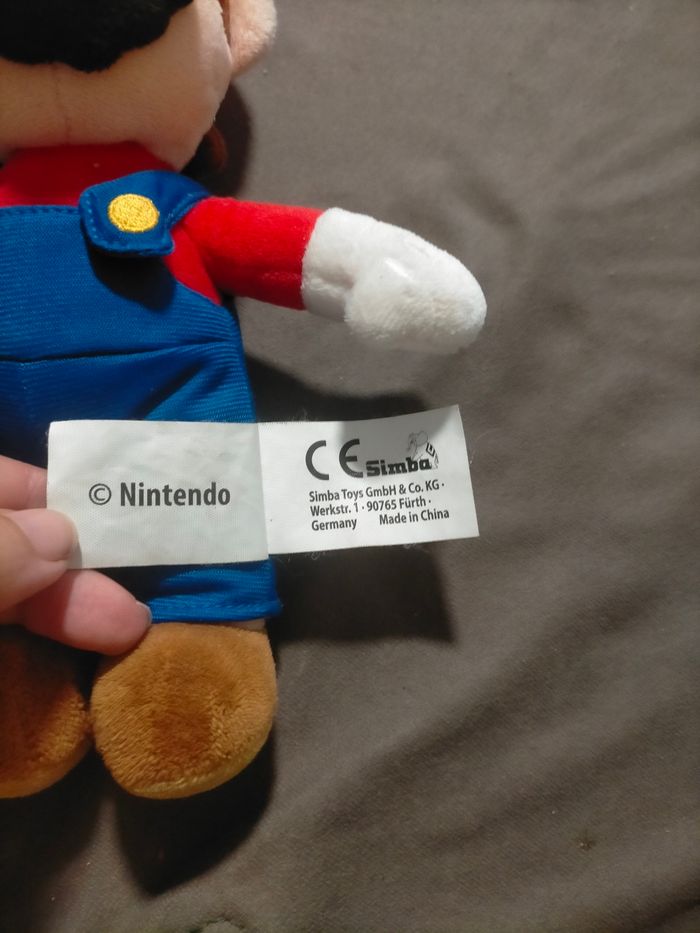 © Nintendo
CE Simba
Simba Toys GmbH & Co. KG ·
Werkstr. 1 · 90765 Fürth ·
Germany Made in China